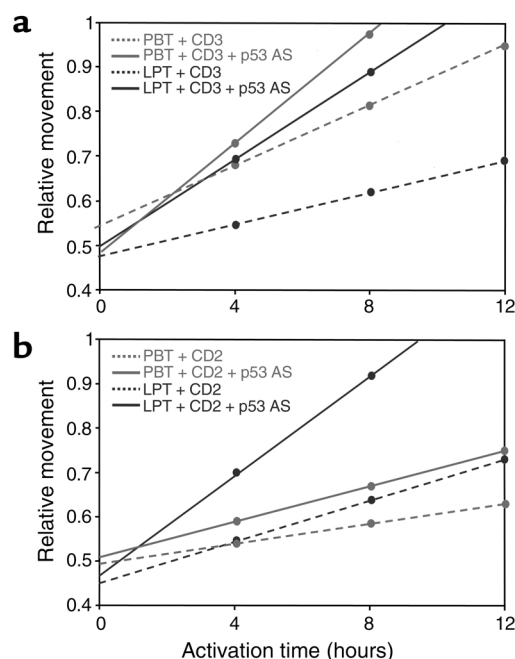 a
PBT + CD3
PBT + CD3 + p53 AS
LPT + CD3
LPT + CD3 + p53 AS
Relative movement
1
0.9
0.8
0.7
0.6
0.5
0.4
0
4
8
12
b
PBT + CD2
PBT + CD2 + p53 AS
LPT + CD2
LPT + CD2 + p53 AS
Relative movement
1
0.9
0.8
0.7
0.6
0.5
0.4
0
4
8
12
Activation time (hours)